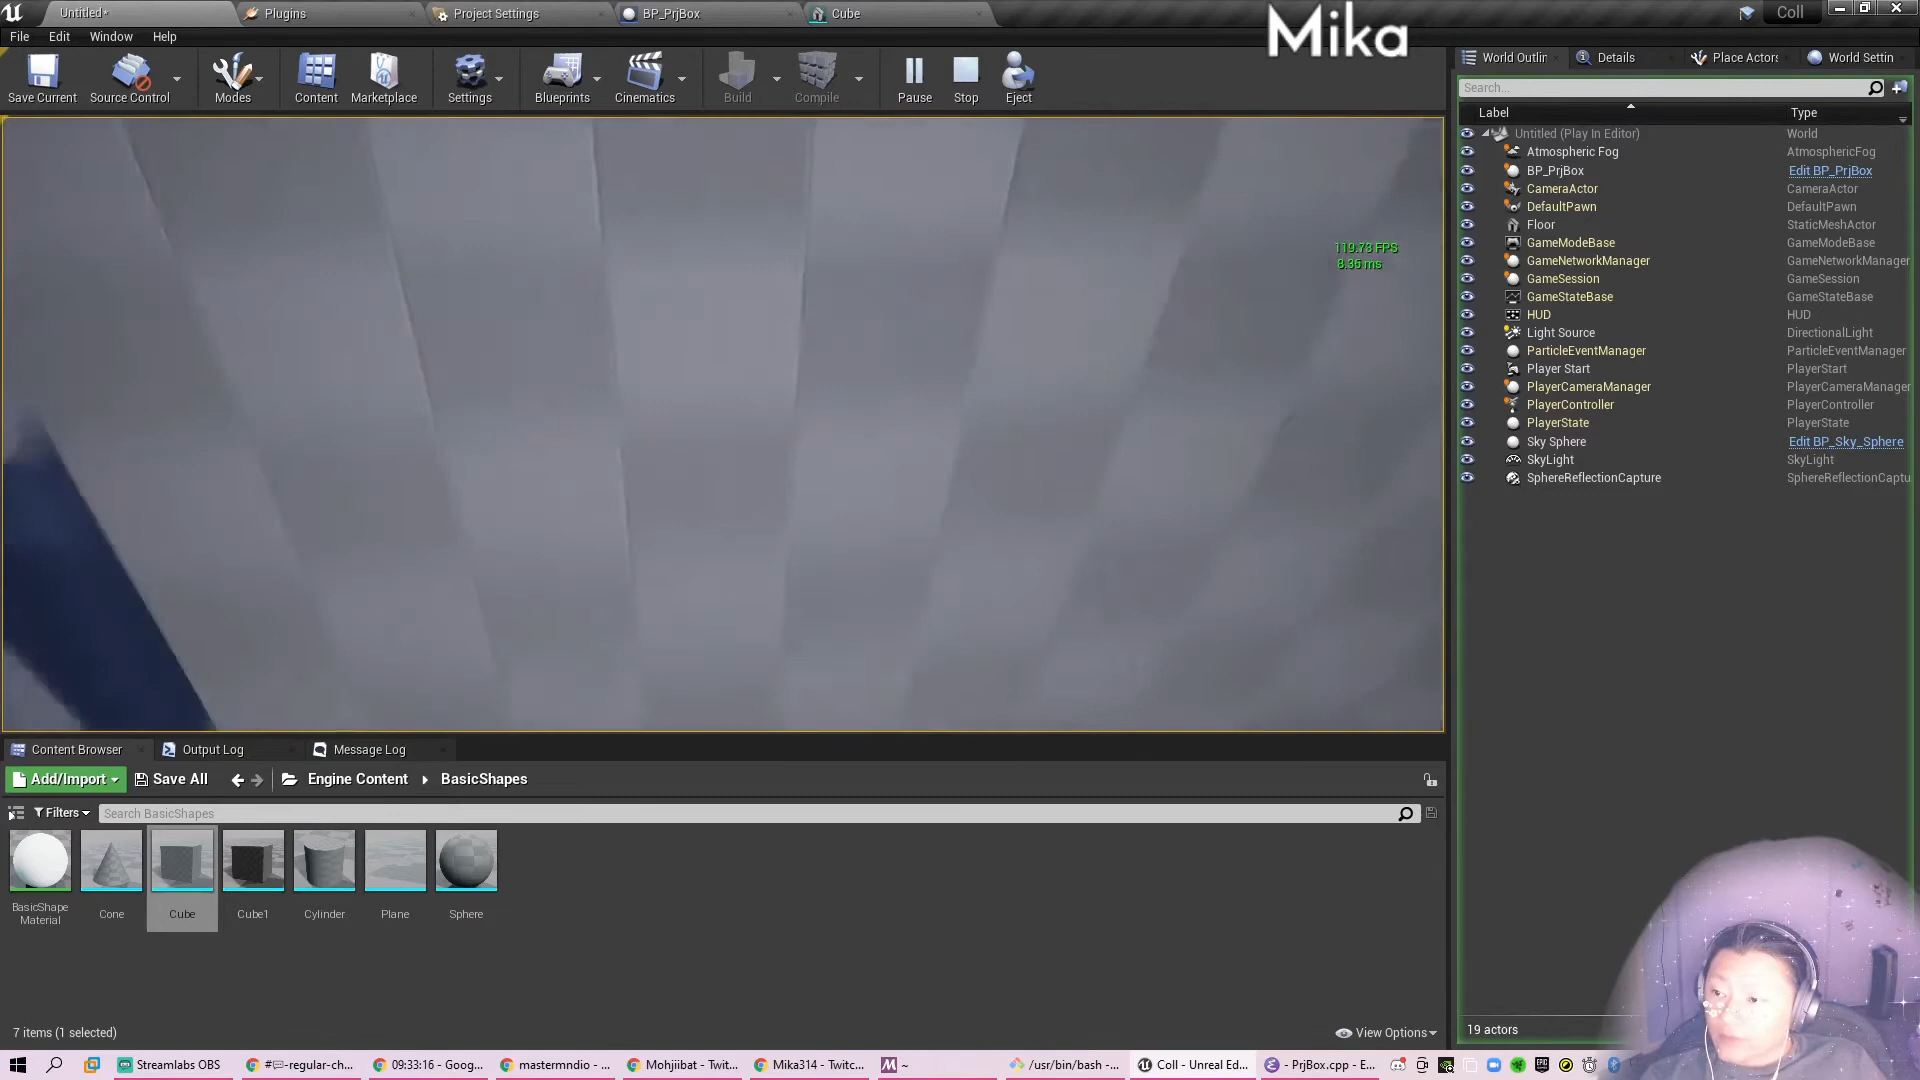 Untitled•
Plugins
Project Settings
BP_PrjBox
Cube
Mika
Coll
File
Edit
Window
Help
Save Current
Source Control
Modes
Content
Marketplace
Settings
Blueprints
Cinematics
Build
Compile
Pause
Stop
Eject
119.73 FPS
8.36 ms
World Outlin
Details
Place Actors
World Settin
Search...
Label
Type
Untitled (Play In Editor)
World
Atmospheric Fog
AtmosphericFog
BP_PrjBox
Edit BP_PrjBox
CameraActor
CameraActor
DefaultPawn
DefaultPawn
Floor
StaticMeshActor
GameModeBase
GameModeBase
GameNetworkManager
GameNetworkManager
GameSession
GameSession
GameStateBase
GameStateBase
HUD
HUD
Light Source
DirectionalLight
ParticleEventManager
ParticleEventManager
Player Start
PlayerStart
PlayerCameraManager
PlayerCameraManager
PlayerController
PlayerController
PlayerState
PlayerState
Sky Sphere
Edit BP_Sky_Sphere
SkyLight
SkyLight
SphereReflectionCapture
SphereReflectionCaptu
19 actors
Content Browser
Output Log
Message Log
Add/Import
Save All
Engine Content
BasicShapes
Filters
Search BasicShapes
BasicShape
Material
Cone
Cube
Cube1
Cylinder
Plane
Sphere
7 items (1 selected)
View Options
Streamlabs OBS
-regular-ch...
09:33:16 - Goog...
mastermndio - ...
Mohjiibat - Twit...
Mika314 - Twitc...
~
/usr/bin/bash -...
Coll - Unreal Ed...
- PrjBox.cpp - E...